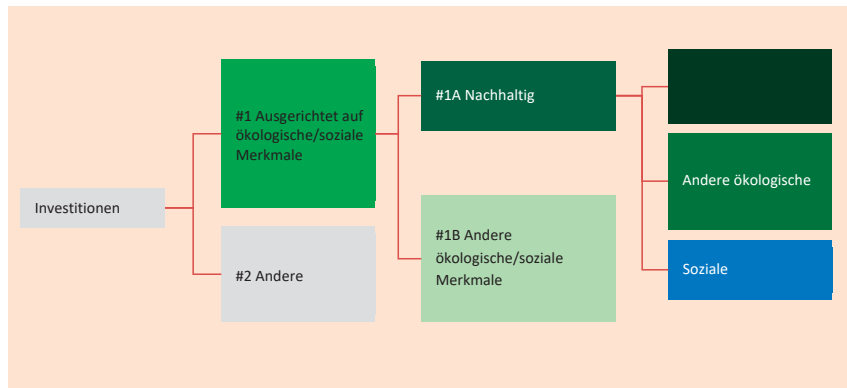 Investitionen
#1 Ausgerichtet auf
ökologische/soziale
Merkmale
#2 Andere
#1A Nachhaltig
#1B Andere
ökologische/soziale
Merkmale
Andere ökologische
Soziale